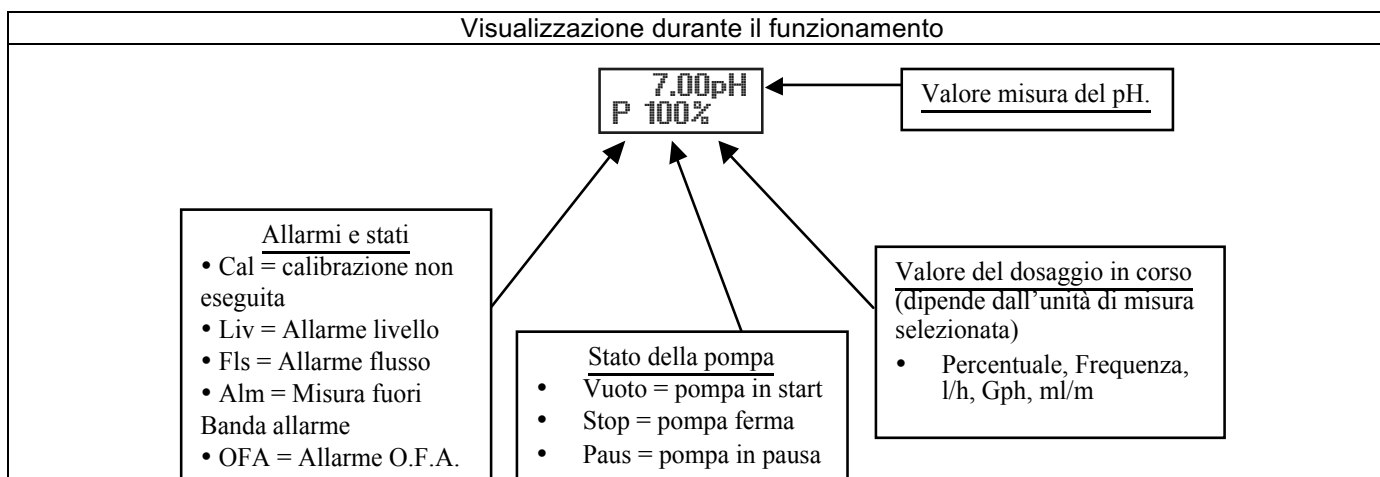 Visualizzazione durante il funzionamento
7.00pH
P 100%
Valore misura del pH.
Allarmi e stati
• Cal = calibrazione non
eseguita
• Liv = Allarme livello
• Fls = Allarme flusso
• Alm = Misura fuori
Banda allarme
• OFA = Allarme O.F.A.
Stato della pompa
• Vuoto = pompa in start
• Stop = pompa ferma
• Paus = pompa in pausa
Valore del dosaggio in corso
(dipende dall'unità di misura
selezionata)
• Percentuale, Frequenza,
l/h, Gph, ml/m